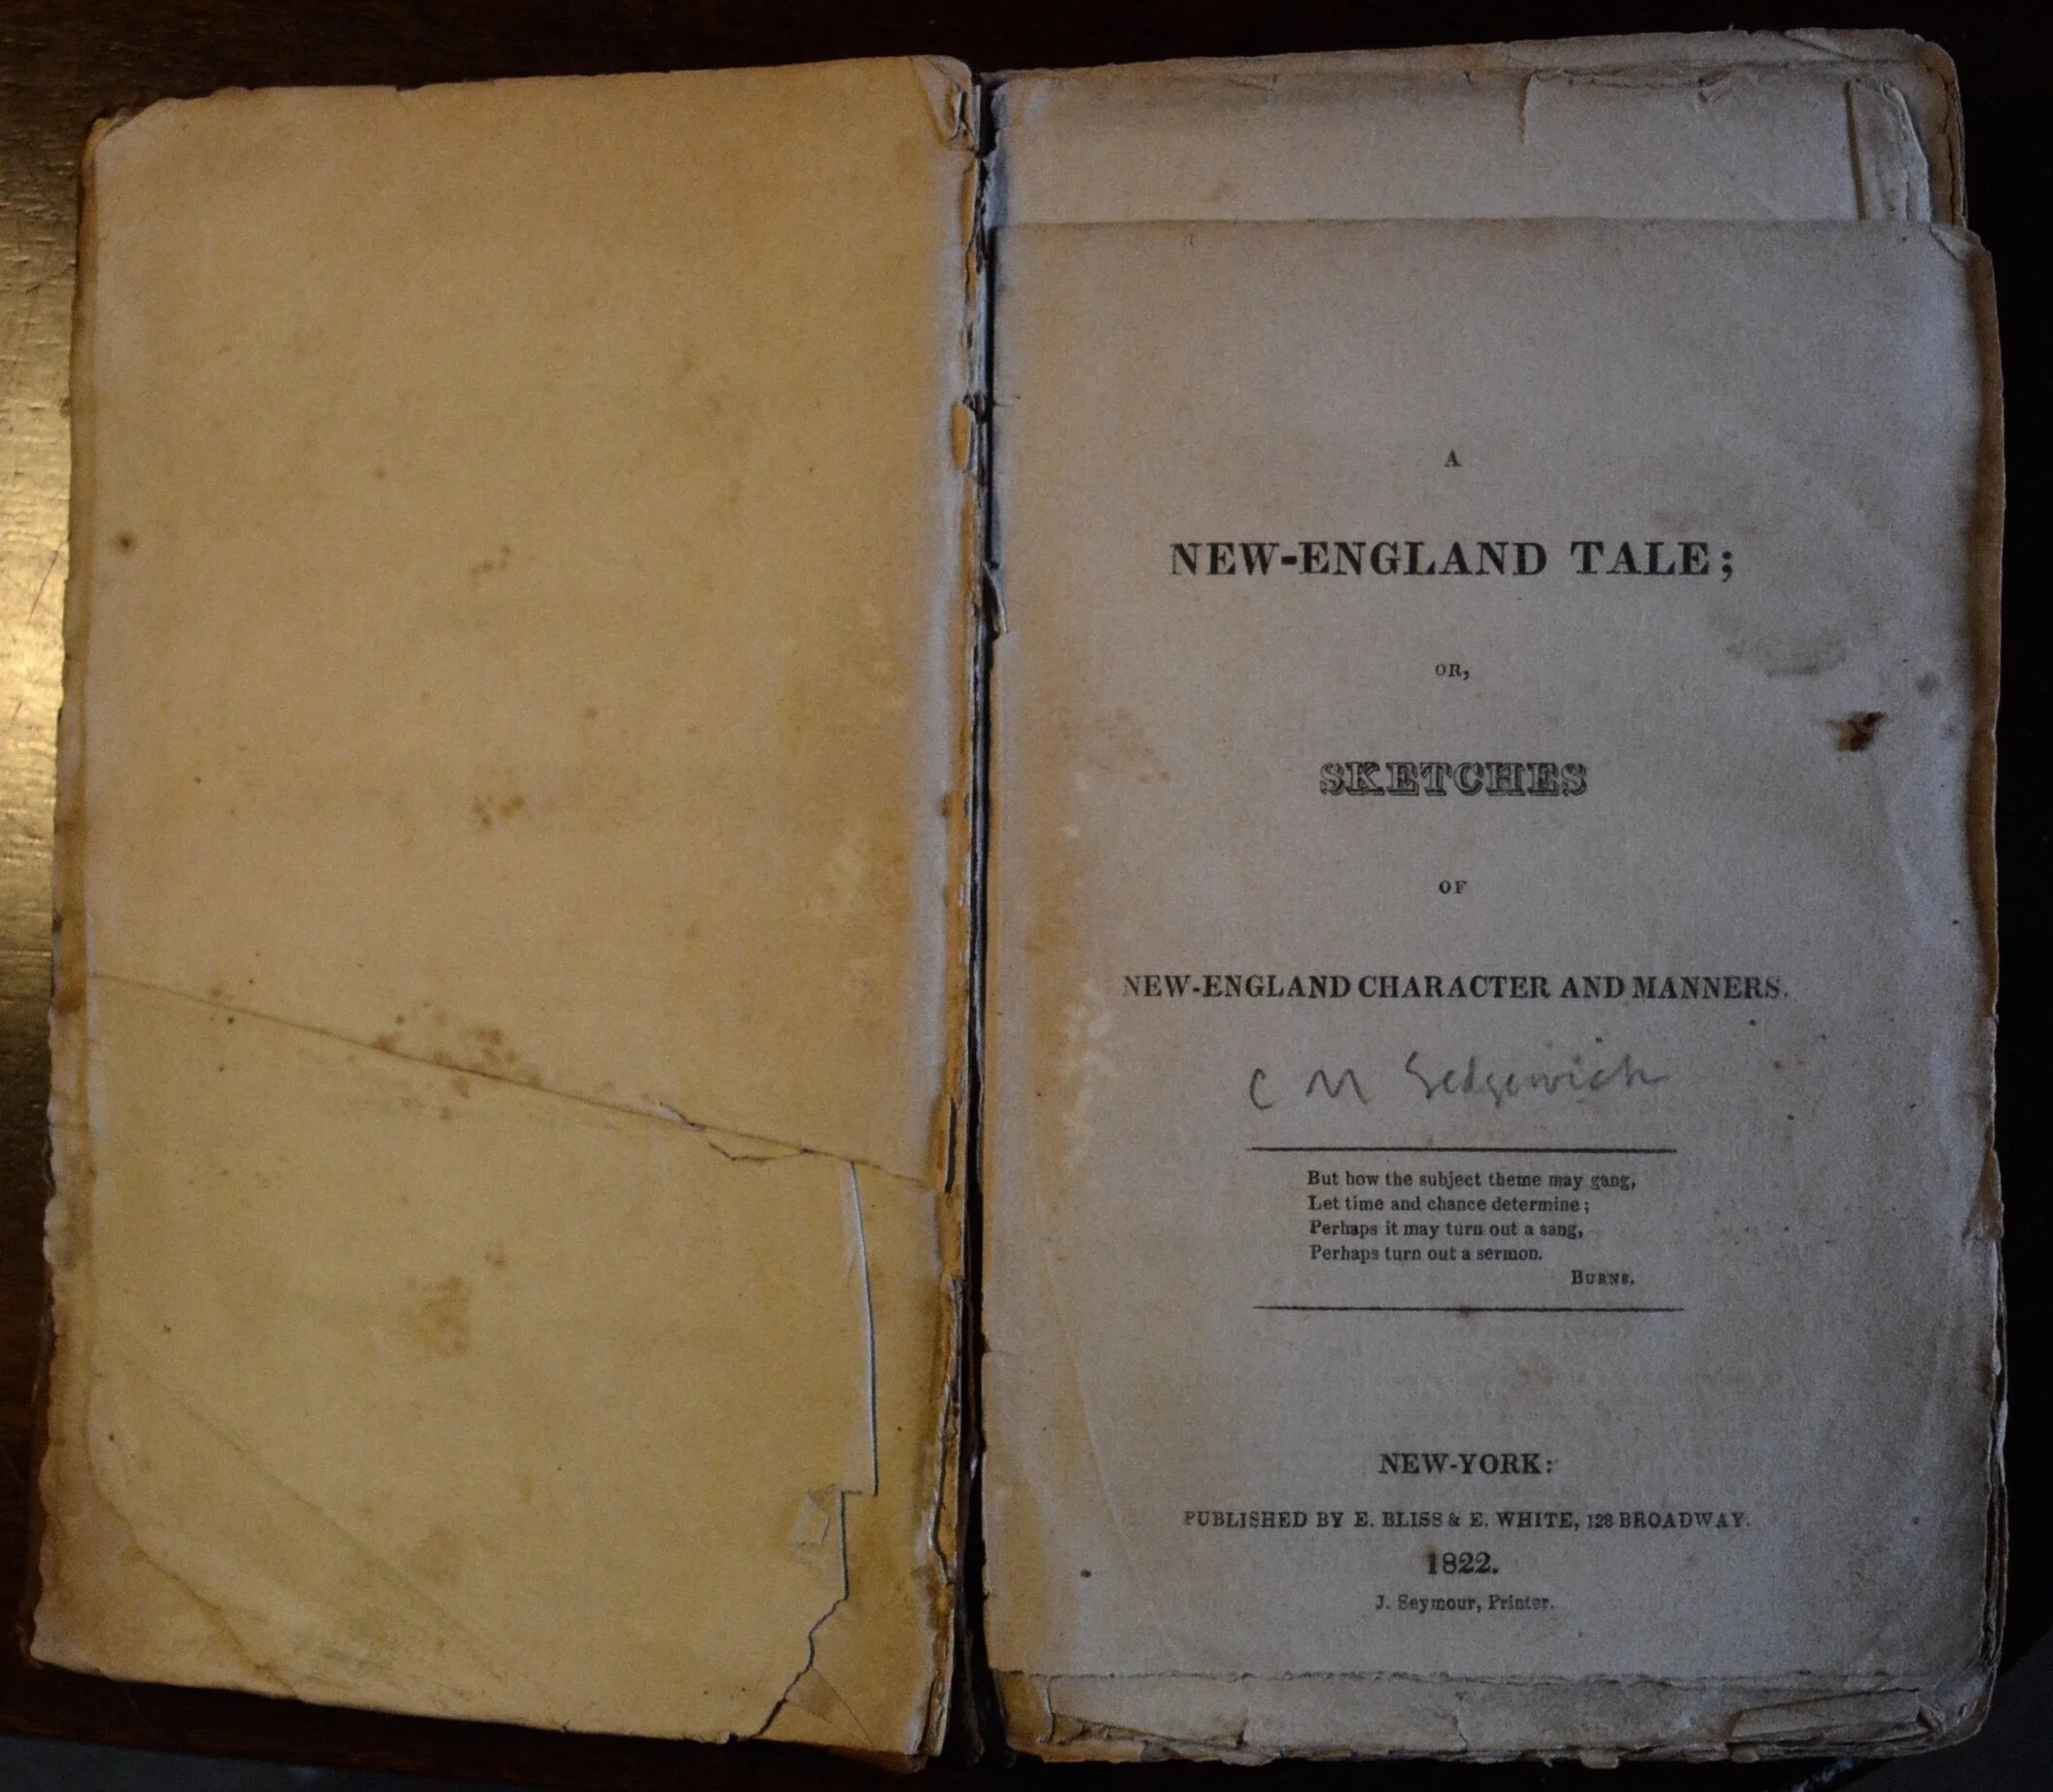 A
NEW-ENGLAND TALE;
OR,
SKETCHES
OF
NEW-ENGLAND CHARACTER AND MANNERS.
C M Sedgewich
But how the subject theme may gang,
Let time and chance determine;
Perhaps it may turn out a sang,
Perhaps turn out a sermon.
BURNS.
NEW-YORK:
PUBLISHED BY E. BLISS & E. WHITE, 128 BROADWAY.
1822.
J. Seymour, Printer.